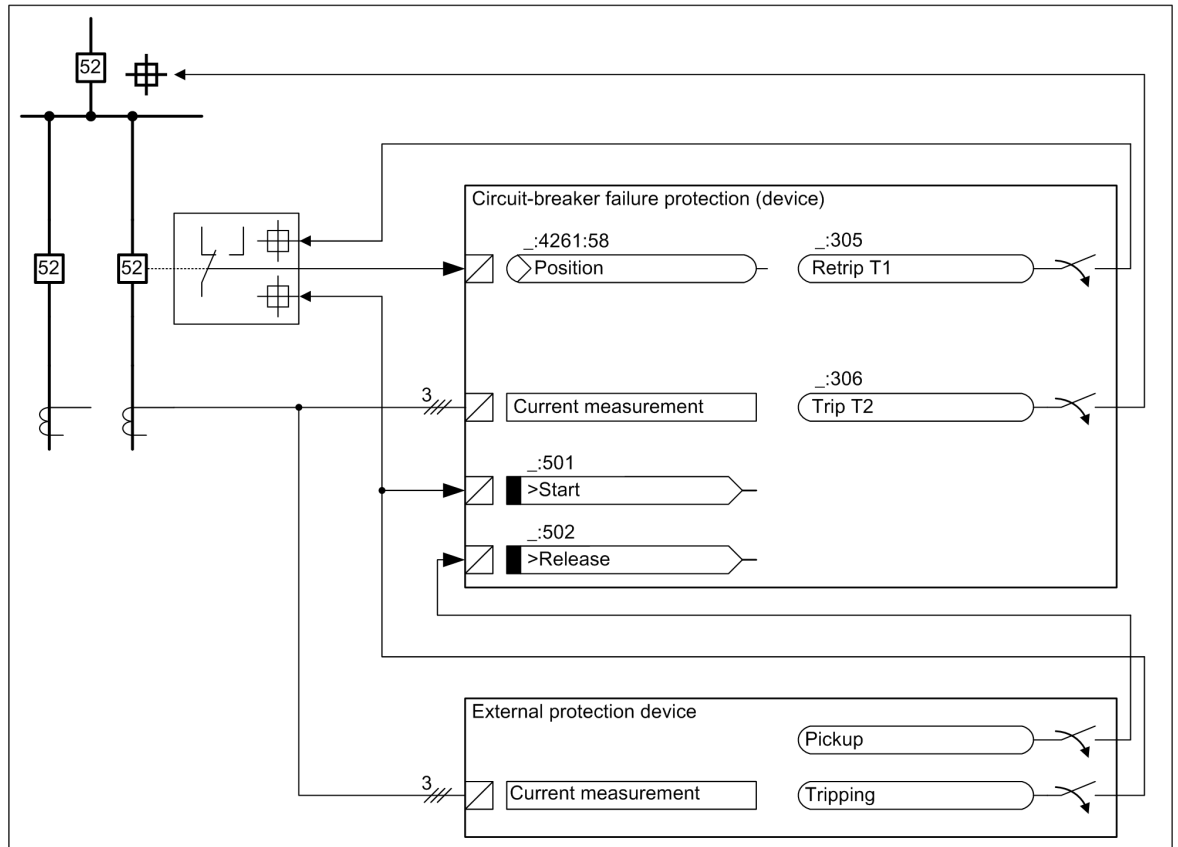 52
Circuit-breaker failure protection (device)
_:4261:58
_:305
52
52
Position
Retrip T1
_:306
3
Current measurement
Trip T2
_:501
>Start
_:502
>Release
External protection device
Pickup
3
Current measurement
Tripping